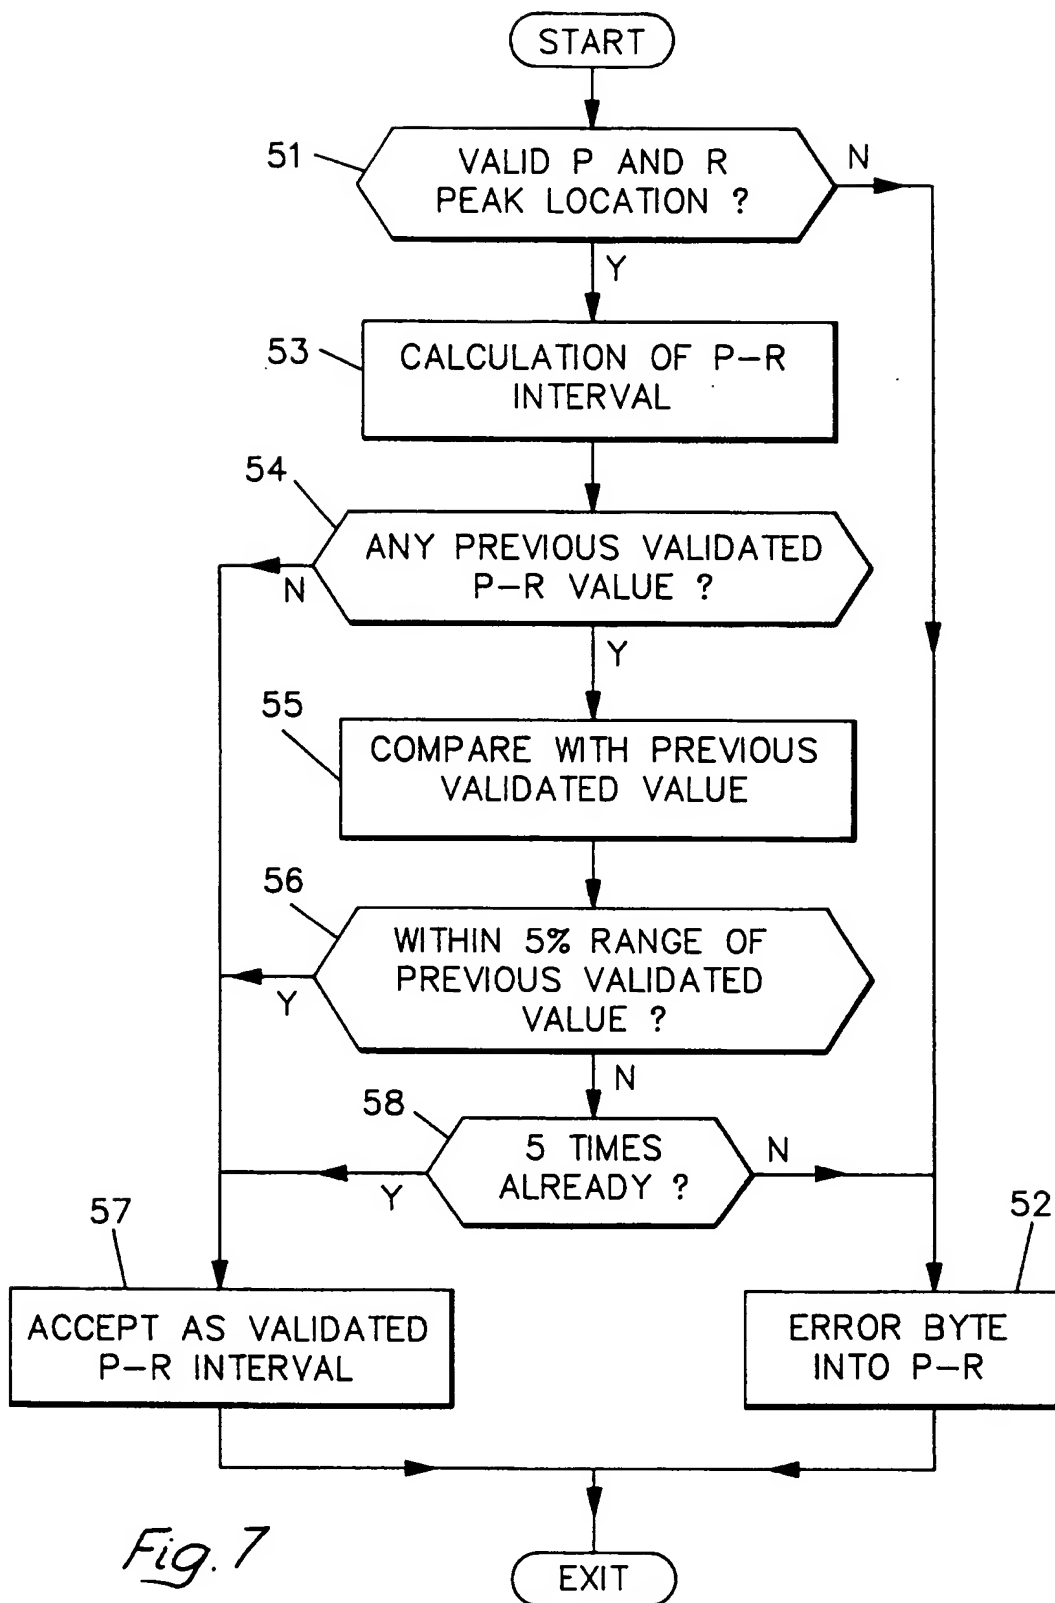 START
51
VALID P AND R
PEAK LOCATION ?
N
Y
53
CALCULATION OF P-R
INTERVAL
54
ANY PREVIOUS VALIDATED
P-R VALUE ?
N
Y
55
COMPARE WITH PREVIOUS
VALIDATED VALUE
56
WITHIN 5% RANGE OF
PREVIOUS VALIDATED
VALUE ?
Y
N
58
5 TIMES
ALREADY ?
Y
N
57
ACCEPT AS VALIDATED
P-R INTERVAL
52
ERROR BYTE
INTO P-R
EXIT
Fig. 7